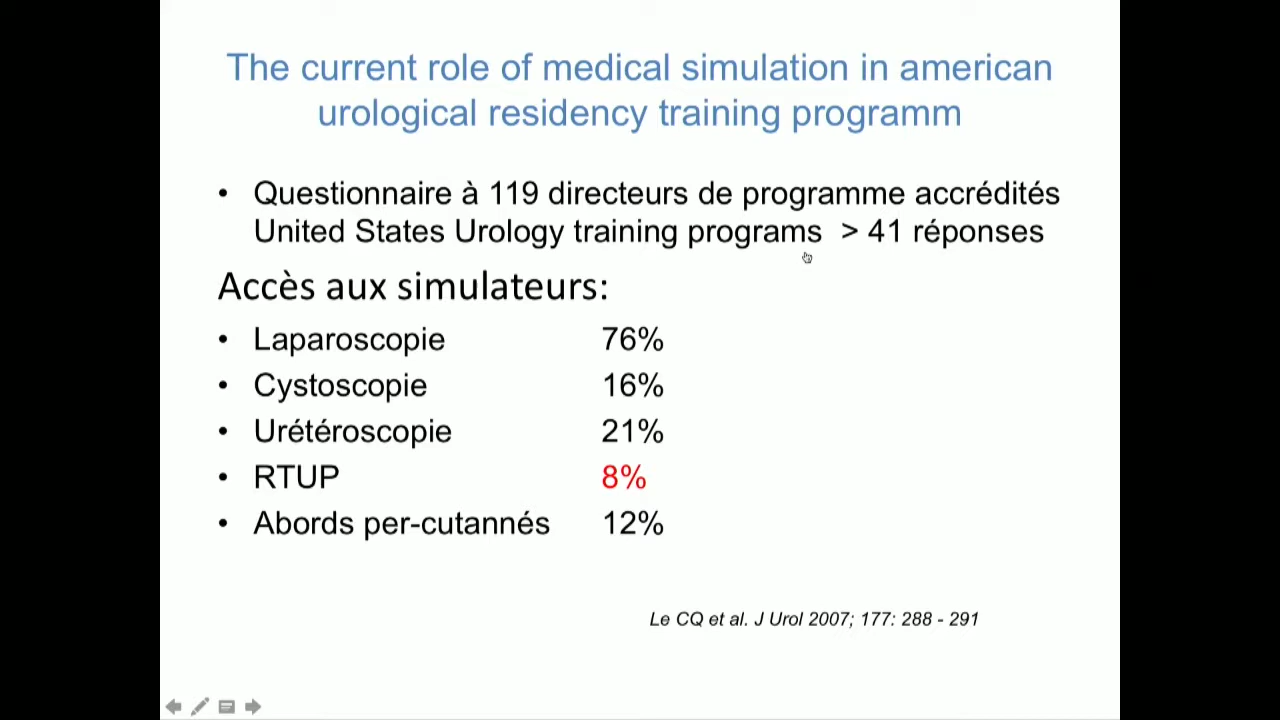 The current role of medical simulation in american
urological residency training programm
• Questionnaire à 119 directeurs de programme accrédités
United States Urology training programs > 41 réponses
Accès aux simulateurs:
• Laparoscopie 76%
• Cystoscopie 16%
• Urétéroscopie 21%
• RTUP 8%
• Abords per-cutannés 12%
Le CQ et al. J Urol 2007; 177: 288 - 291